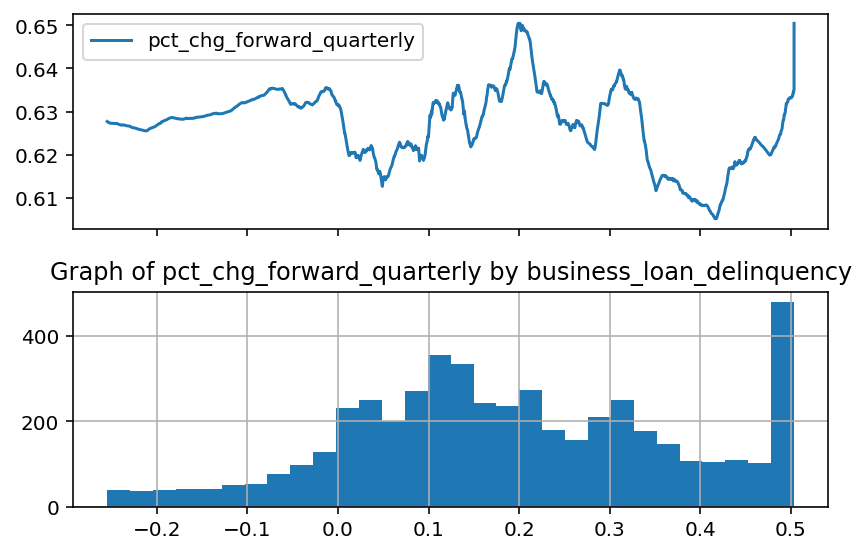 0.65
pct_chg_forward_quarterly
0.64
0.63
0.62
0.61
Graph of pct_chg_forward_quarterly by business_loan_delinquency
400
200
0
−0.2 −0.1 0.0 0.1 0.2 0.3 0.4 0.5